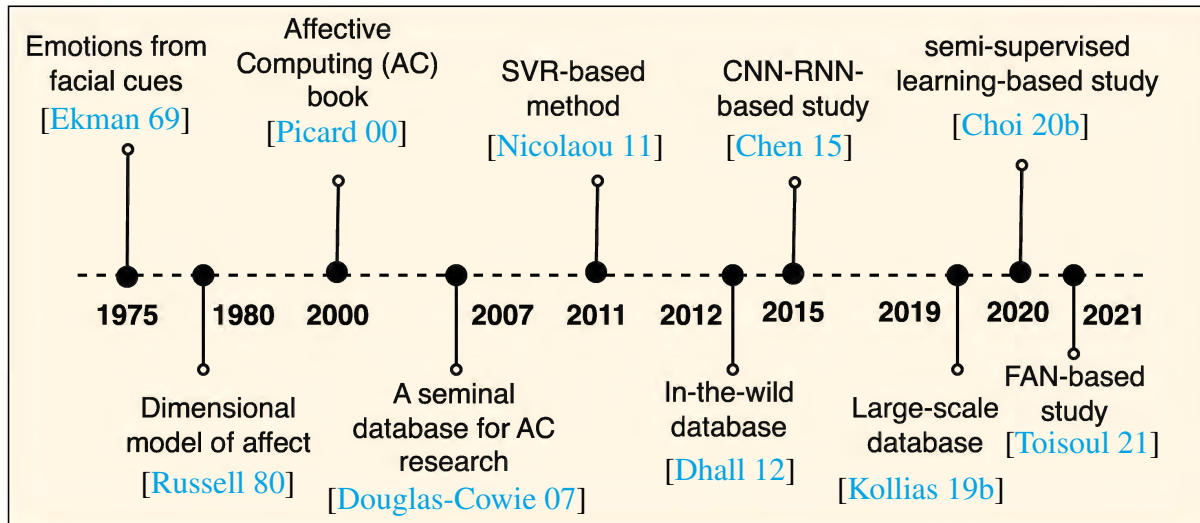 Emotions from
facial cues
[Ekman 69]
Affective
Computing (AC)
book
[Picard 00]
SVR-based
method
[Nicolaou 11]
CNN-RNN-
based study
[Chen 15]
semi-supervised
learning-based study
[Choi 20b]
1975
1980
2000
2007
2011
2012
2015
2019
2020
2021
Dimensional
model of affect
[Russell 80]
A seminal
database for AC
research
[Douglas-Cowie 07]
In-the-wild
database
[Dhall 12]
Large-scale
database
[Kollias 19b]
FAN-based
study
[Toisoul 21]